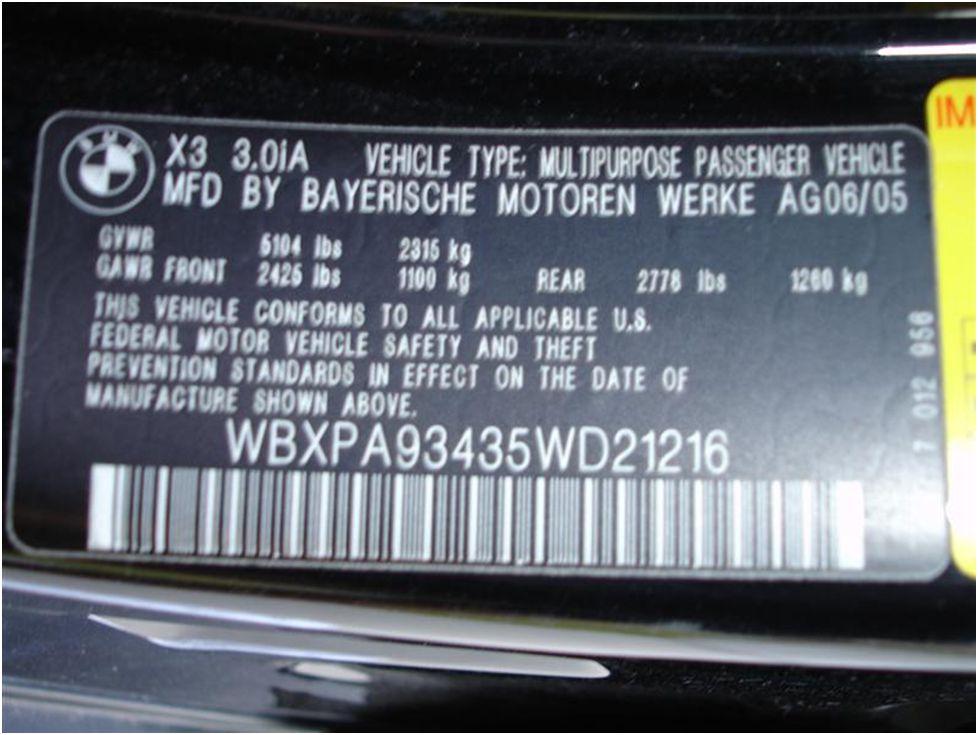 BMW
X3 3.0iA VEHICLE TYPE: MULTIPURPOSE PASSENGER VEHICLE
MFD BY BAYERISCHE MOTOREN WERKE AG06/05
GVWR 5104 lbs 2315 kg
GAWR FRONT 2425 lbs 1100 kg REAR 2778 lbs 1260 kg
THIS VEHICLE CONFORMS TO ALL APPLICABLE U.S.
FEDERAL MOTOR VEHICLE SAFETY AND THEFT
PREVENTION STANDARDS IN EFFECT ON THE DATE OF
MANUFACTURE SHOWN ABOVE.
WBXPA93435WD21216
7 012 956
IM